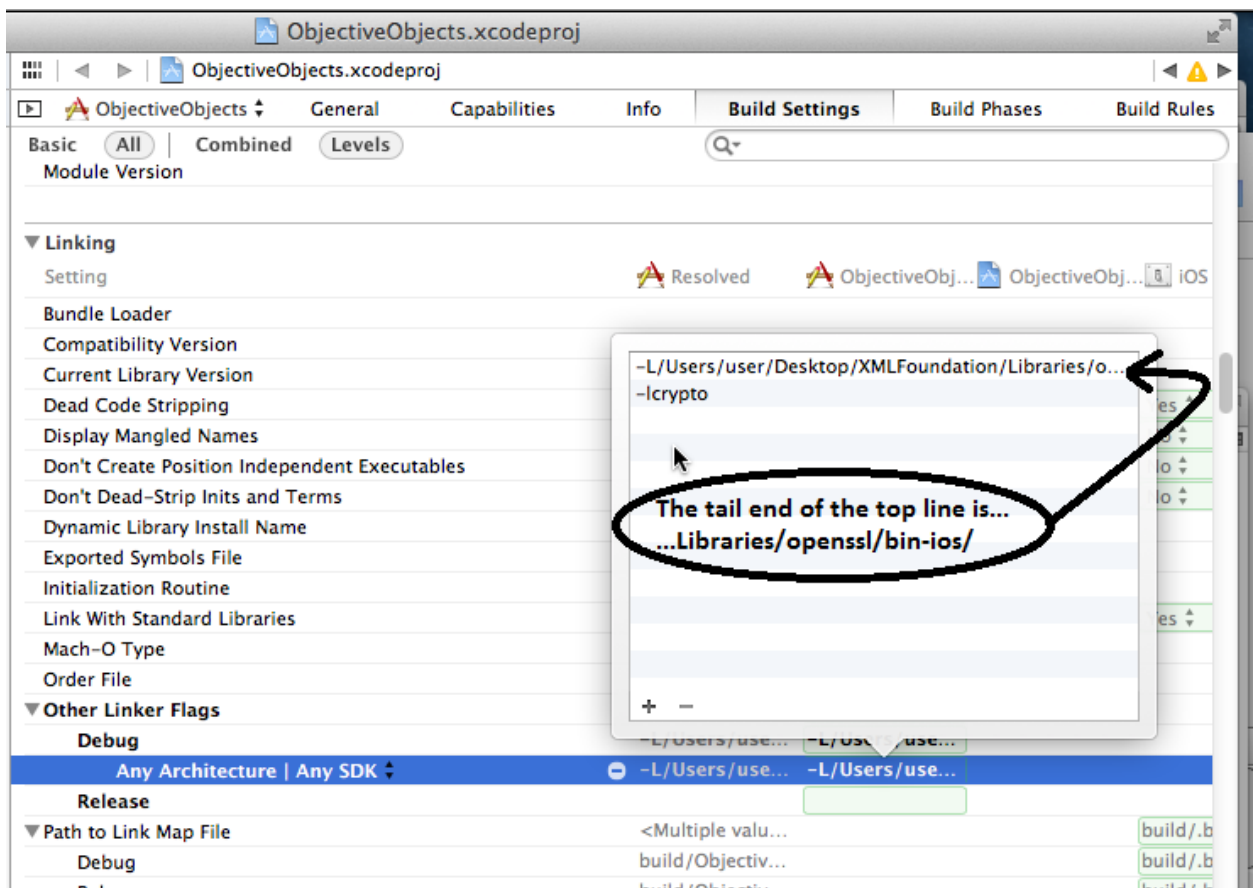 ObjectiveObjects.xcodeproj
ObjectiveObjects.xcodeproj
ObjectiveObjects General Capabilities Info Build Settings Build Phases Build Rules
Basic All Combined Levels
Module Version
Linking
Setting Resolved ObjectiveObj... ObjectiveObj... iOS
Bundle Loader
Compatibility Version
Current Library Version
Dead Code Stripping
Display Mangled Names
Don't Create Position Independent Executables
Don't Dead-Strip Inits and Terms
Dynamic Library Install Name
Exported Symbols File
Initialization Routine
Link With Standard Libraries
Mach-O Type
Order File
-L/Users/user/Desktop/XMLFoundation/Libraries/o...
-lcrypto
The tail end of the top line is...
...Libraries/openssl/bin-ios/
+ −
Other Linker Flags
Debug -L/Users/use... -L/Users/use...
Any Architecture | Any SDK -L/Users/use... -L/Users/use...
Release
Path to Link Map File <Multiple valu... build/.b
Debug build/Objectiv... build/.b